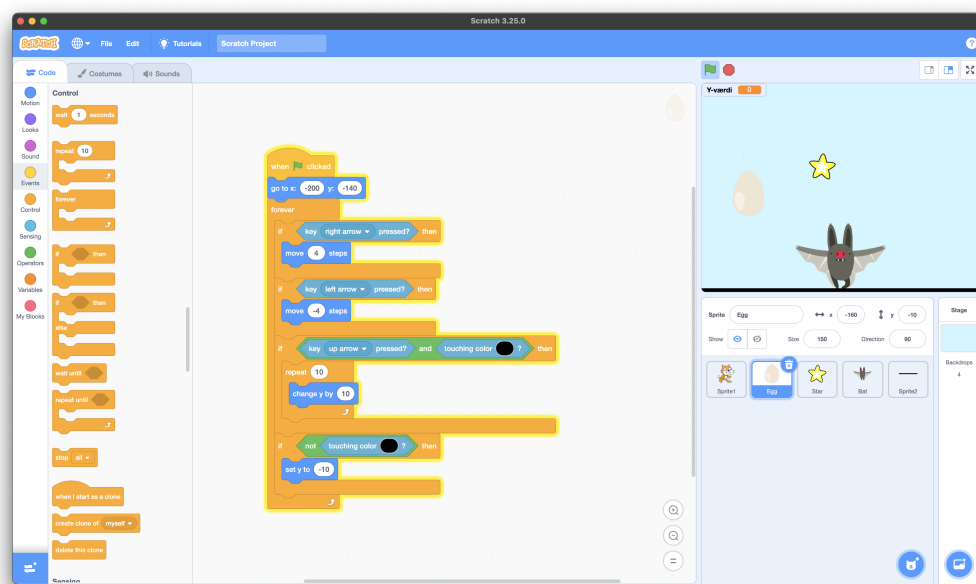 Scratch 3.25.0
SCRATCH
File Edit Tutorials Scratch Project
Code Costumes Sounds
Motion
Looks
Sound
Events
Control
Sensing
Operators
Variables
My Blocks
Control
wait 1 seconds
repeat 10
forever
if then
if then
else
wait until
repeat until
stop all
when I start as a clone
create clone of myself
delete this clone
Sensing
when clicked
go to x: -200 y: -140
forever
if key right arrow pressed? then
move 4 steps
if key left arrow pressed? then
move -4 steps
if key up arrow pressed? and touching color ? then
repeat 10
change y by 10
if not touching color ? then
set y to -10
Y-værdi 0
Sprite Egg x -160 y -10
Show Size 150 Direction 90
Sprite1
Egg
Star
Bat
Sprite2
Stage
Backdrops
4
?